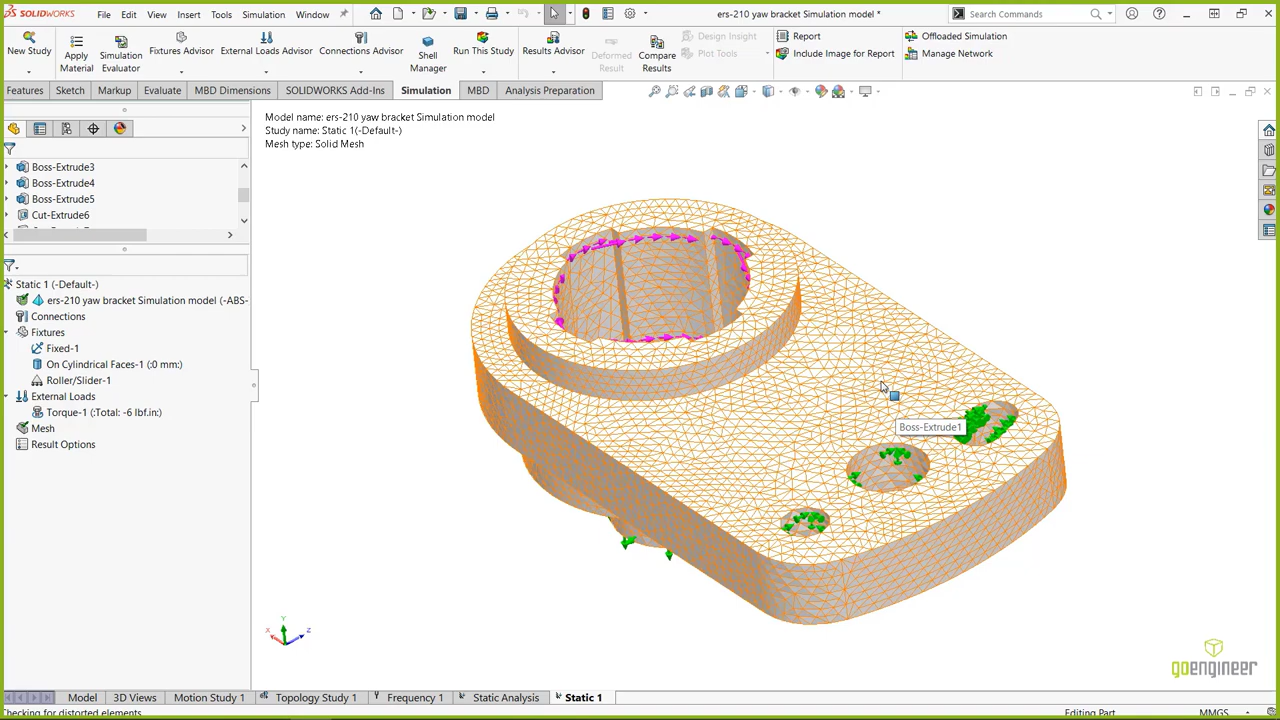 SOLIDWORKS
File Edit View Insert Tools Simulation Window
ers-210 yaw bracket Simulation model *
Search Commands
New Study
Apply Material
Simulation Evaluator
Fixtures Advisor
External Loads Advisor
Connections Advisor
Shell Manager
Run This Study
Results Advisor
Deformed Result
Compare Results
Design Insight
Plot Tools
Report
Include Image for Report
Offloaded Simulation
Manage Network
Features Sketch Markup Evaluate MBD Dimensions SOLIDWORKS Add-Ins Simulation MBD Analysis Preparation
Model name: ers-210 yaw bracket Simulation model
Study name: Static 1(-Default-)
Mesh type: Solid Mesh
Boss-Extrude3
Boss-Extrude4
Boss-Extrude5
Cut-Extrude6
Static 1 (-Default-)
ers-210 yaw bracket Simulation model (-ABS-
Connections
Fixtures
Fixed-1
On Cylindrical Faces-1 (:0 mm:)
Roller/Slider-1
External Loads
Torque-1 (:Total: -6 lbf.in:)
Mesh
Result Options
Boss-Extrude1
X Y Z
goengineer
Model 3D Views Motion Study 1 Topology Study 1 Frequency 1 Static Analysis Static 1
Checking for distorted elements
Editing Part
MMGS